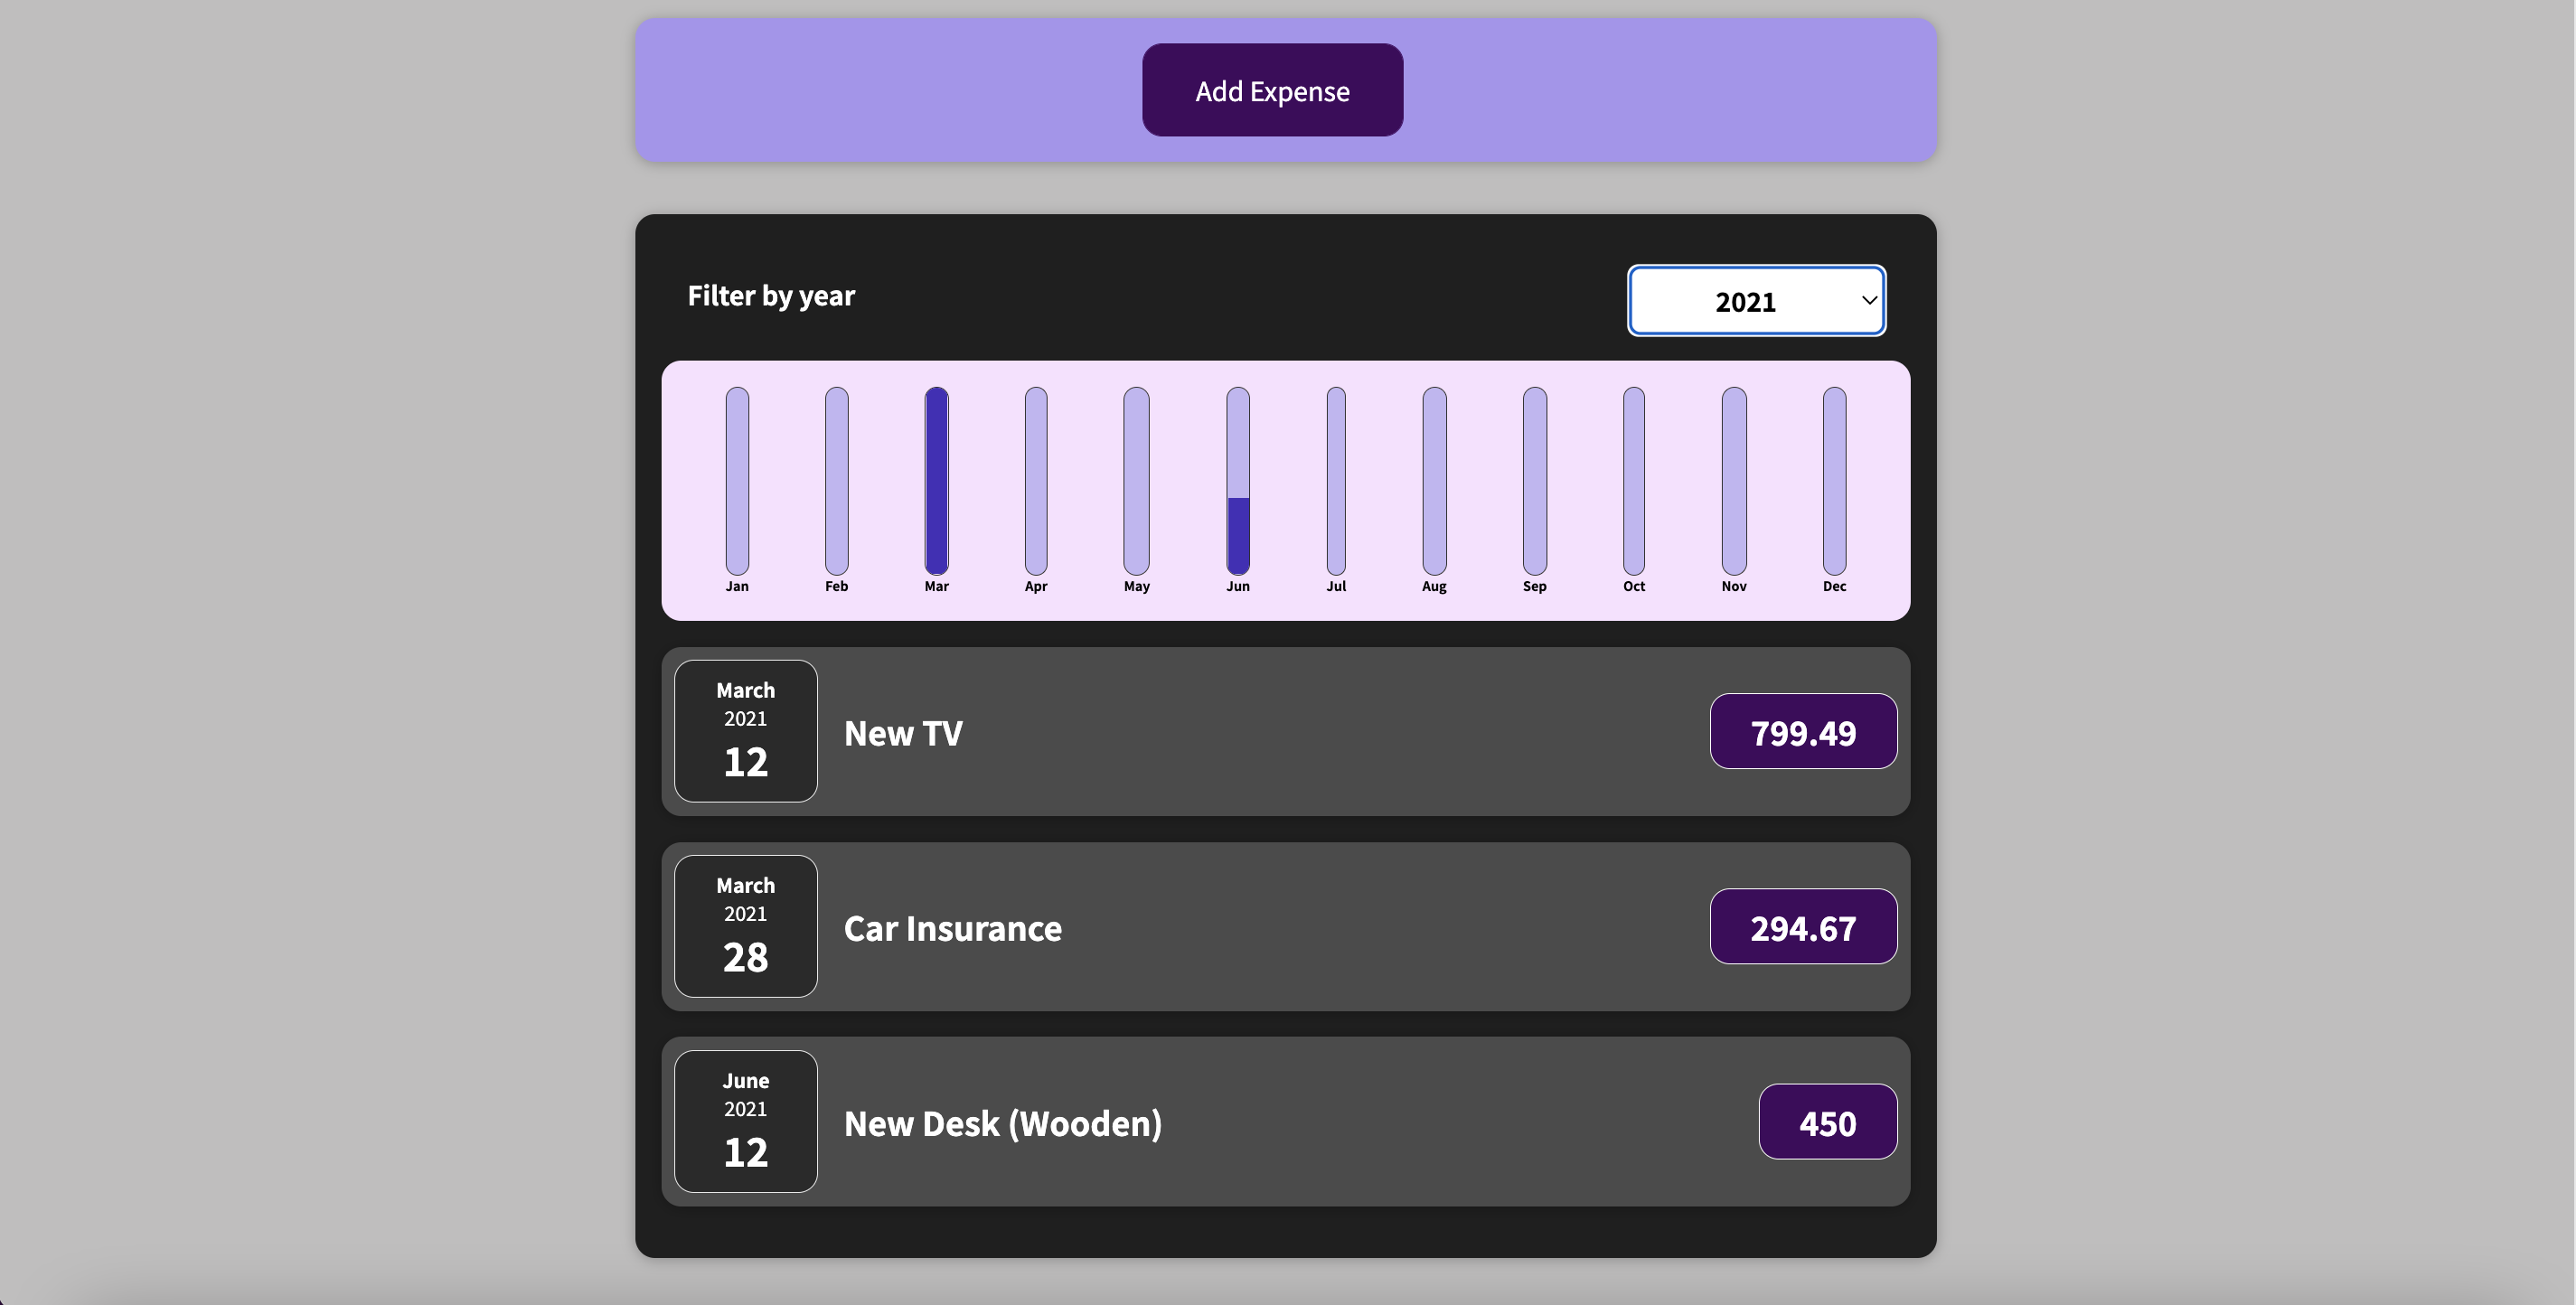 Add Expense
Filter by year
2021
Jan Feb Mar Apr May Jun Jul Aug Sep Oct Nov Dec
March
2021
12
New TV
799.49
March
2021
28
Car Insurance
294.67
June
2021
12
New Desk (Wooden)
450